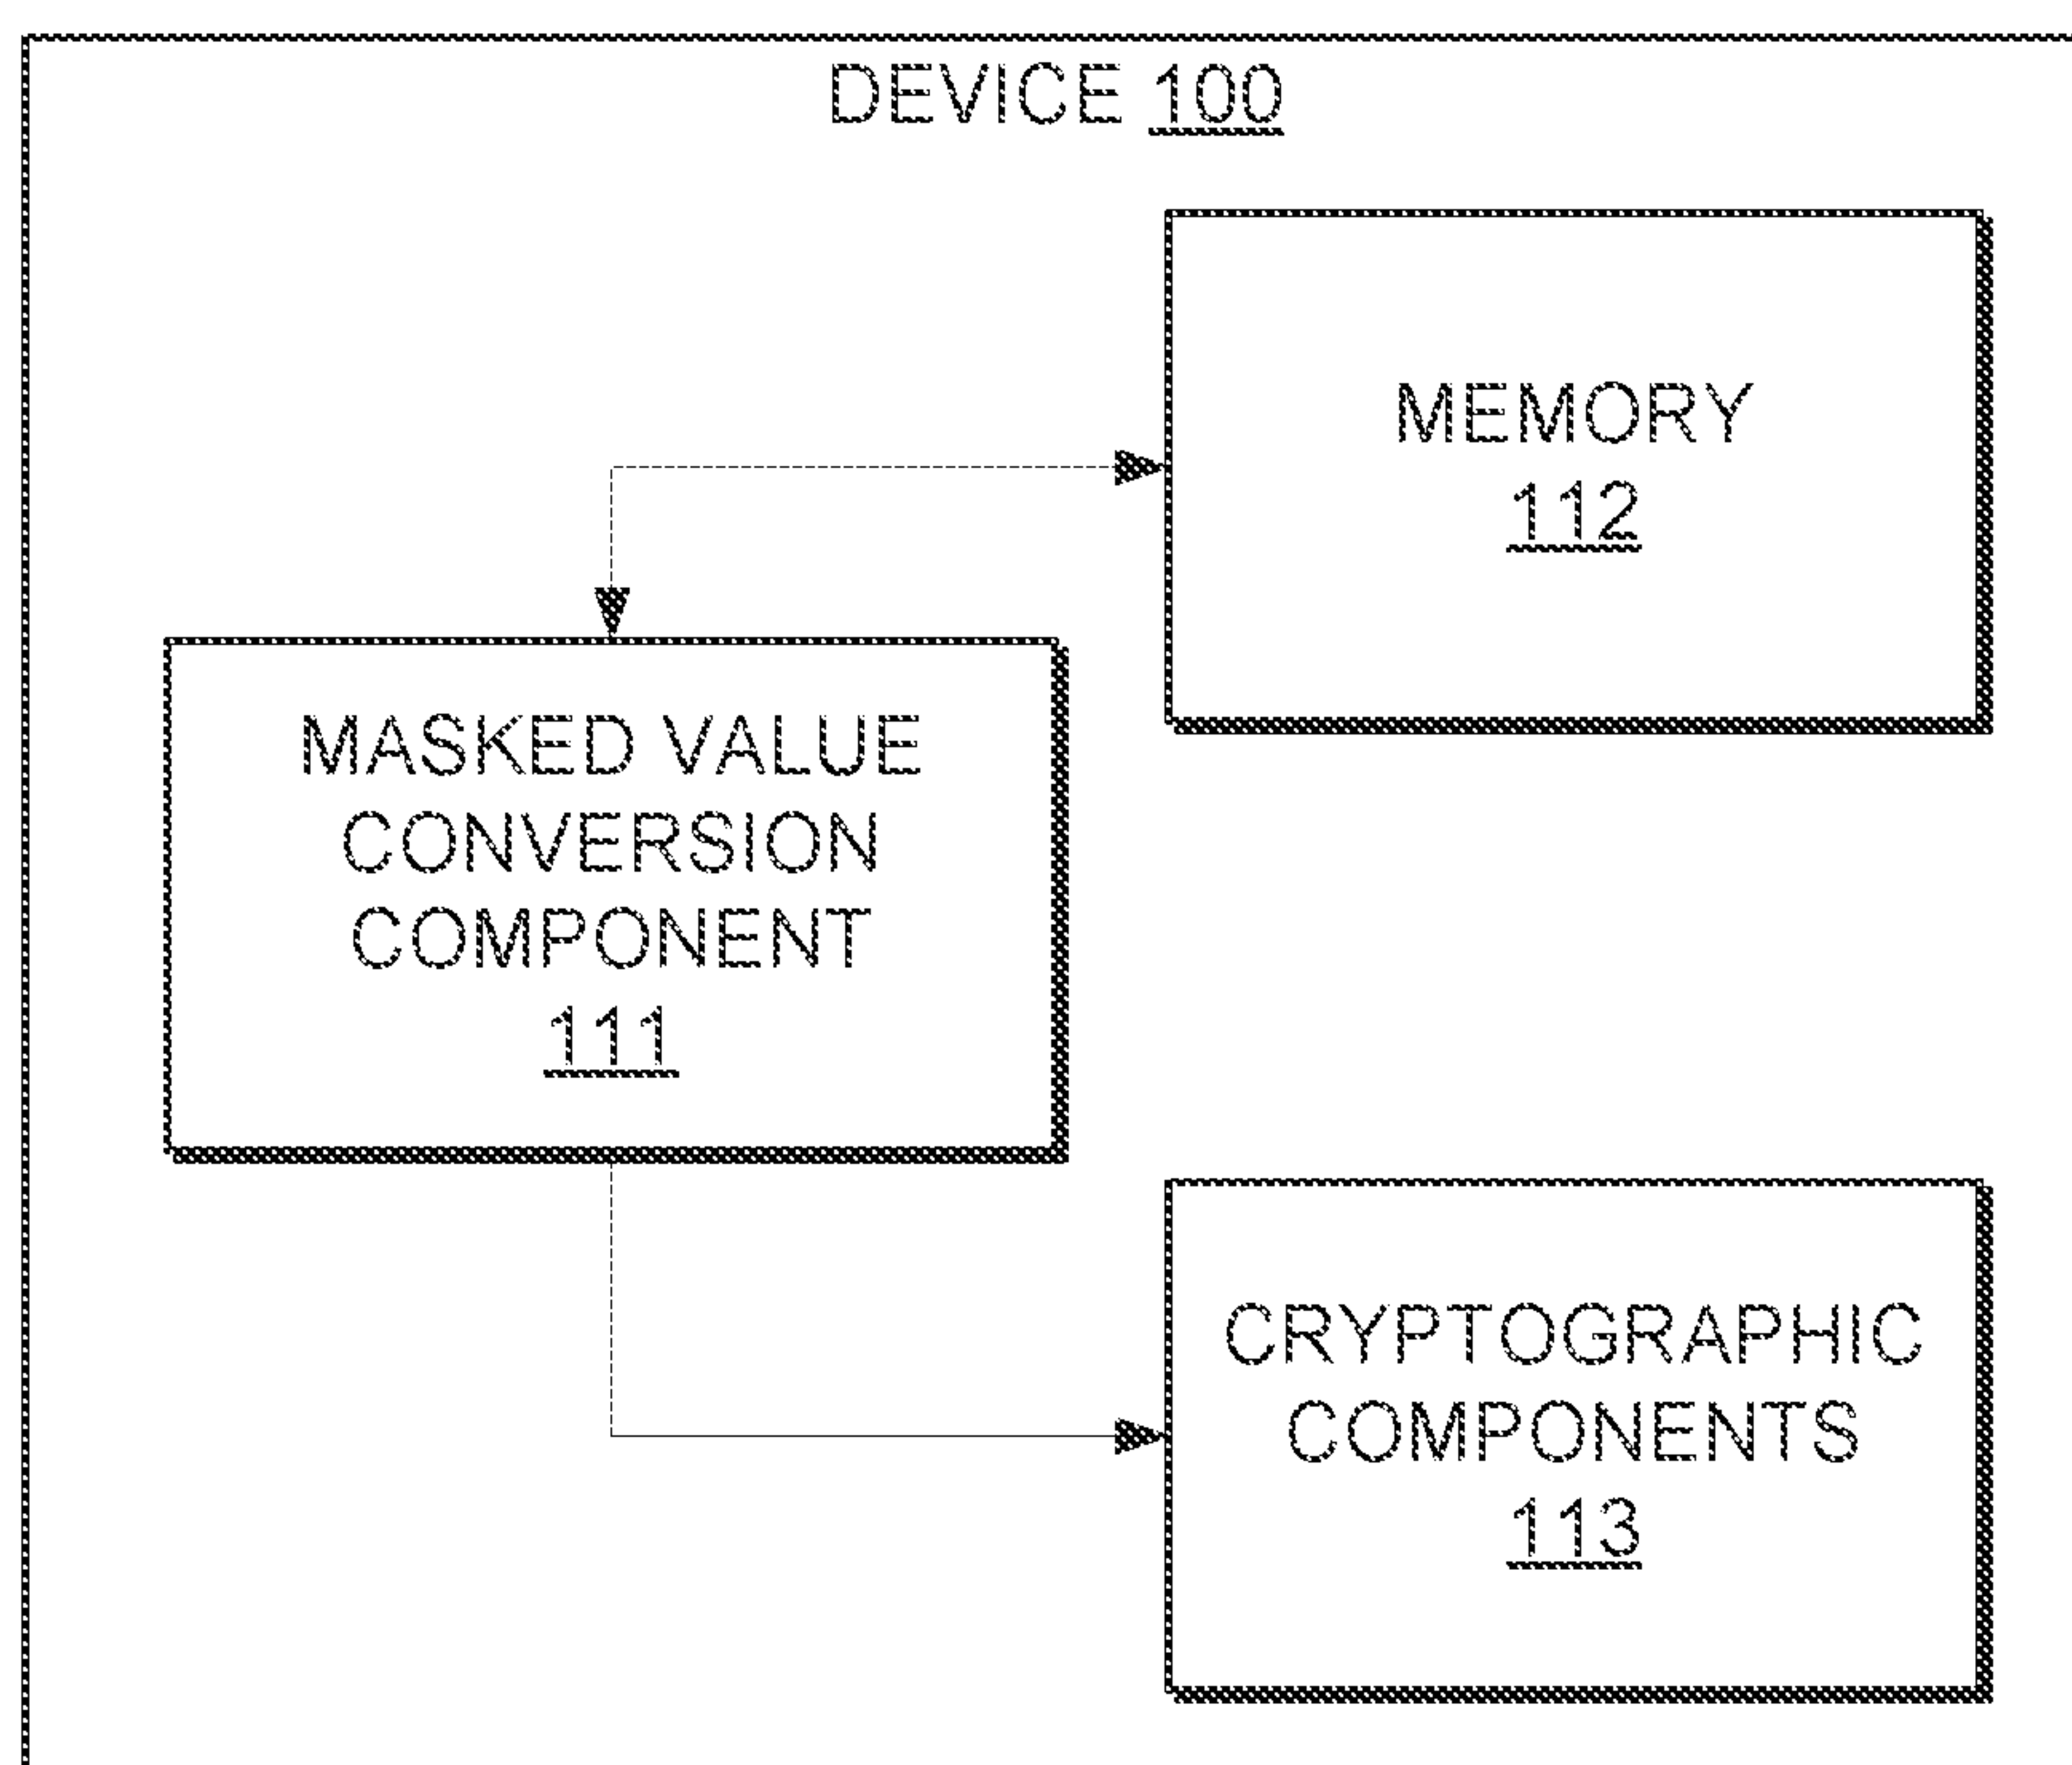 DEVICE 100
MEMORY
112
MASKED VALUE
CONVERSION
COMPONENT
111
CRYPTOGRAPHIC
COMPONENTS
113